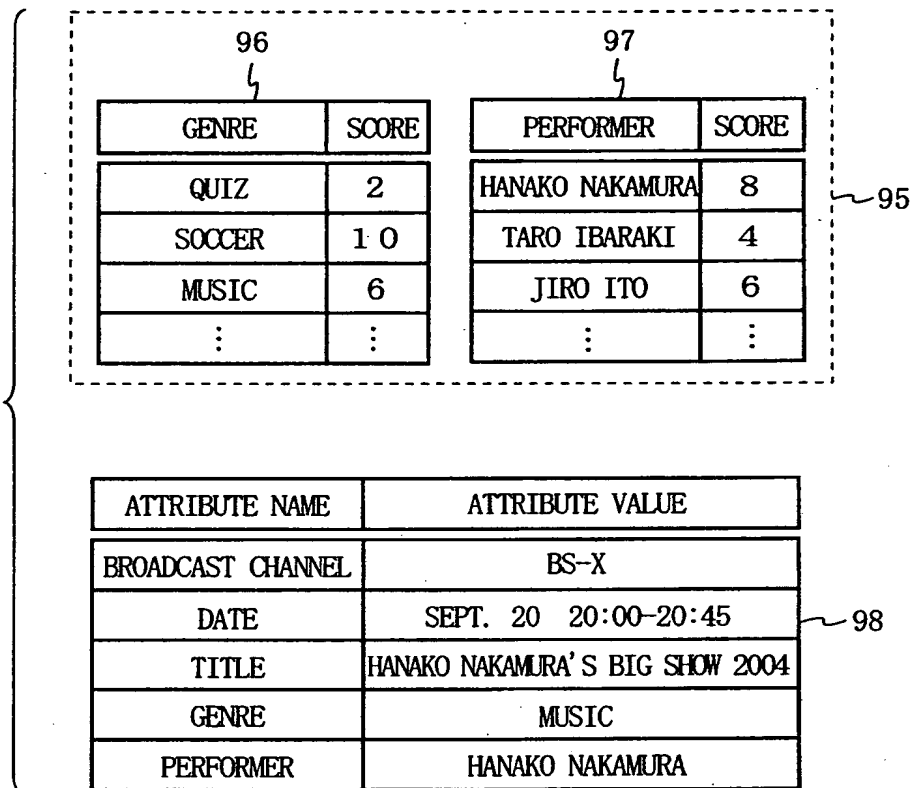 96 97
GENRE SCORE PERFORMER SCORE
QUIZ 2 HANAKO NAKAMURA 8
95
SOCCER 10 TARO IBARAKI 4
MUSIC 6 JIRO ITO 6
⋮ ⋮ ⋮ ⋮
ATTRIBUTE NAME ATTRIBUTE VALUE
BROADCAST CHANNEL BS-X
DATE SEPT. 20 20:00-20:45
98
TITLE HANAKO NAKAMURA'S BIG SHOW 2004
GENRE MUSIC
PERFORMER HANAKO NAKAMURA